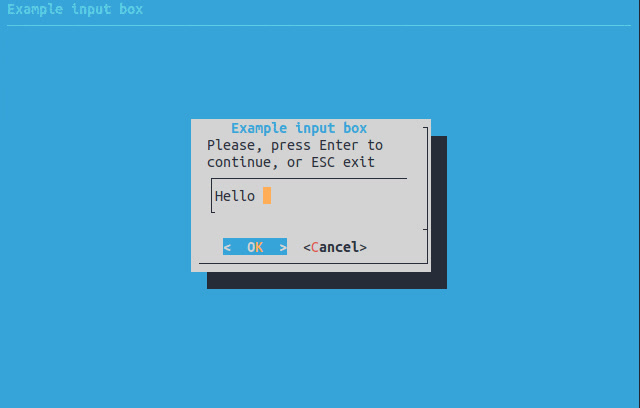 Example input box
Example input box
Please, press Enter to
continue, or ESC exit
Hello
<  OK  >  <Cancel>